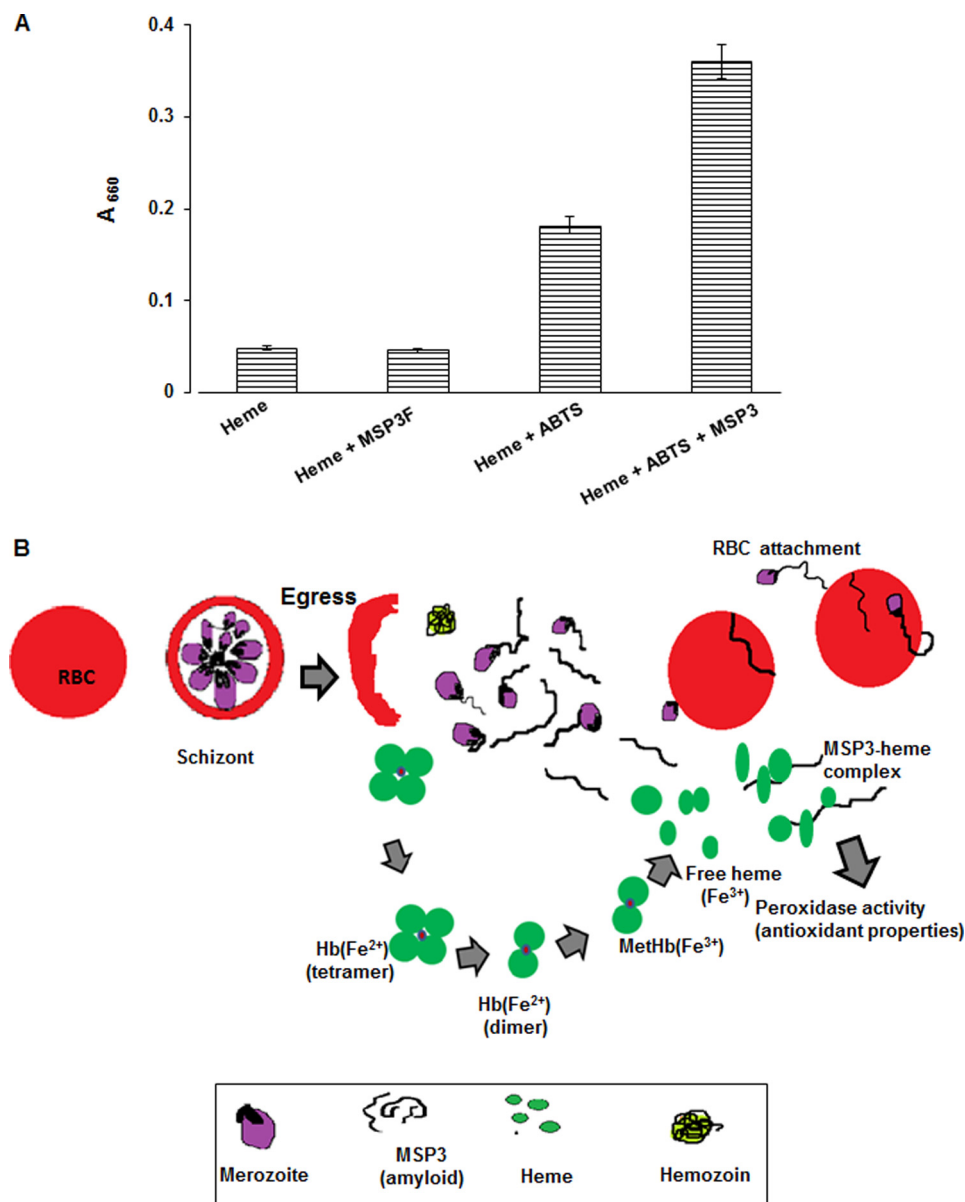 A
0.4
0.3
0.2
0.1
0
A 660
Heme
Heme + MSP3F
Heme + ABTS
Heme + ABTS + MSP3
B
RBC attachment
Egress
RBC
Schizont
MSP3-heme
complex
Free heme
(Fe³⁺)
Peroxidase activity
(antioxidant properties)
Hb(Fe²⁺)
(tetramer)
MetHb(Fe³⁺)
Hb(Fe²⁺)
(dimer)
Merozoite
MSP3
(amyloid)
Heme
Hemozoin